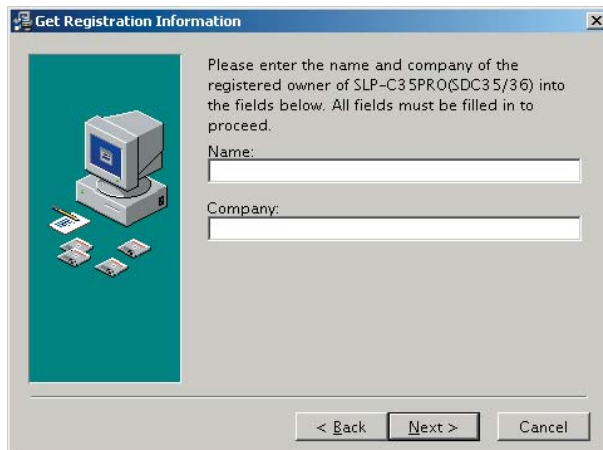 Get Registration Information
Please enter the name and company of the
registered owner of SLP-C35PRO(SDC35/36) into
the fields below. All fields must be filled in to
proceed.
Name:
Company:
< Back
Next >
Cancel